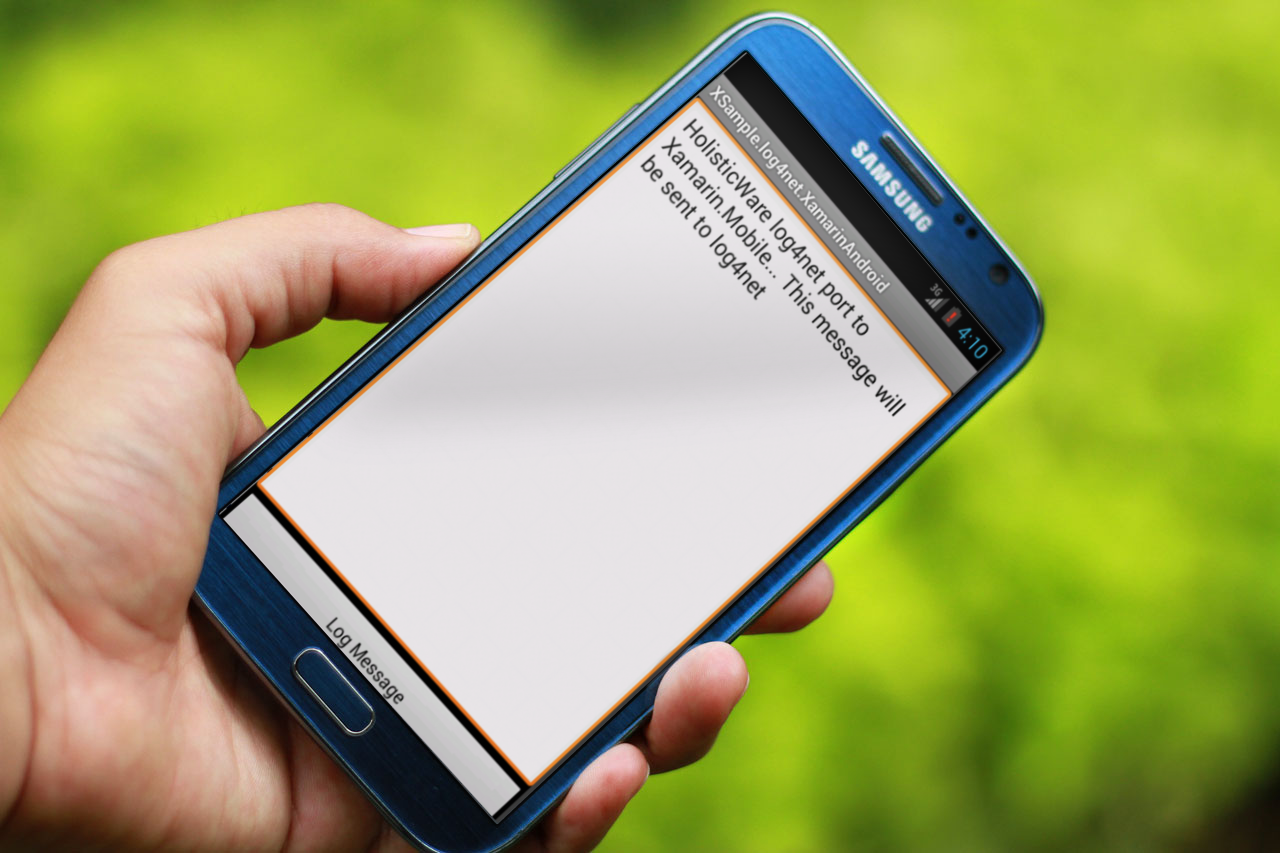 SAMSUNG
3G
4:10
XSample.log4net.XamarinAndroid
HolisticWare log4net port to
Xamarin.Mobile... This message will
be sent to log4net
Log Message